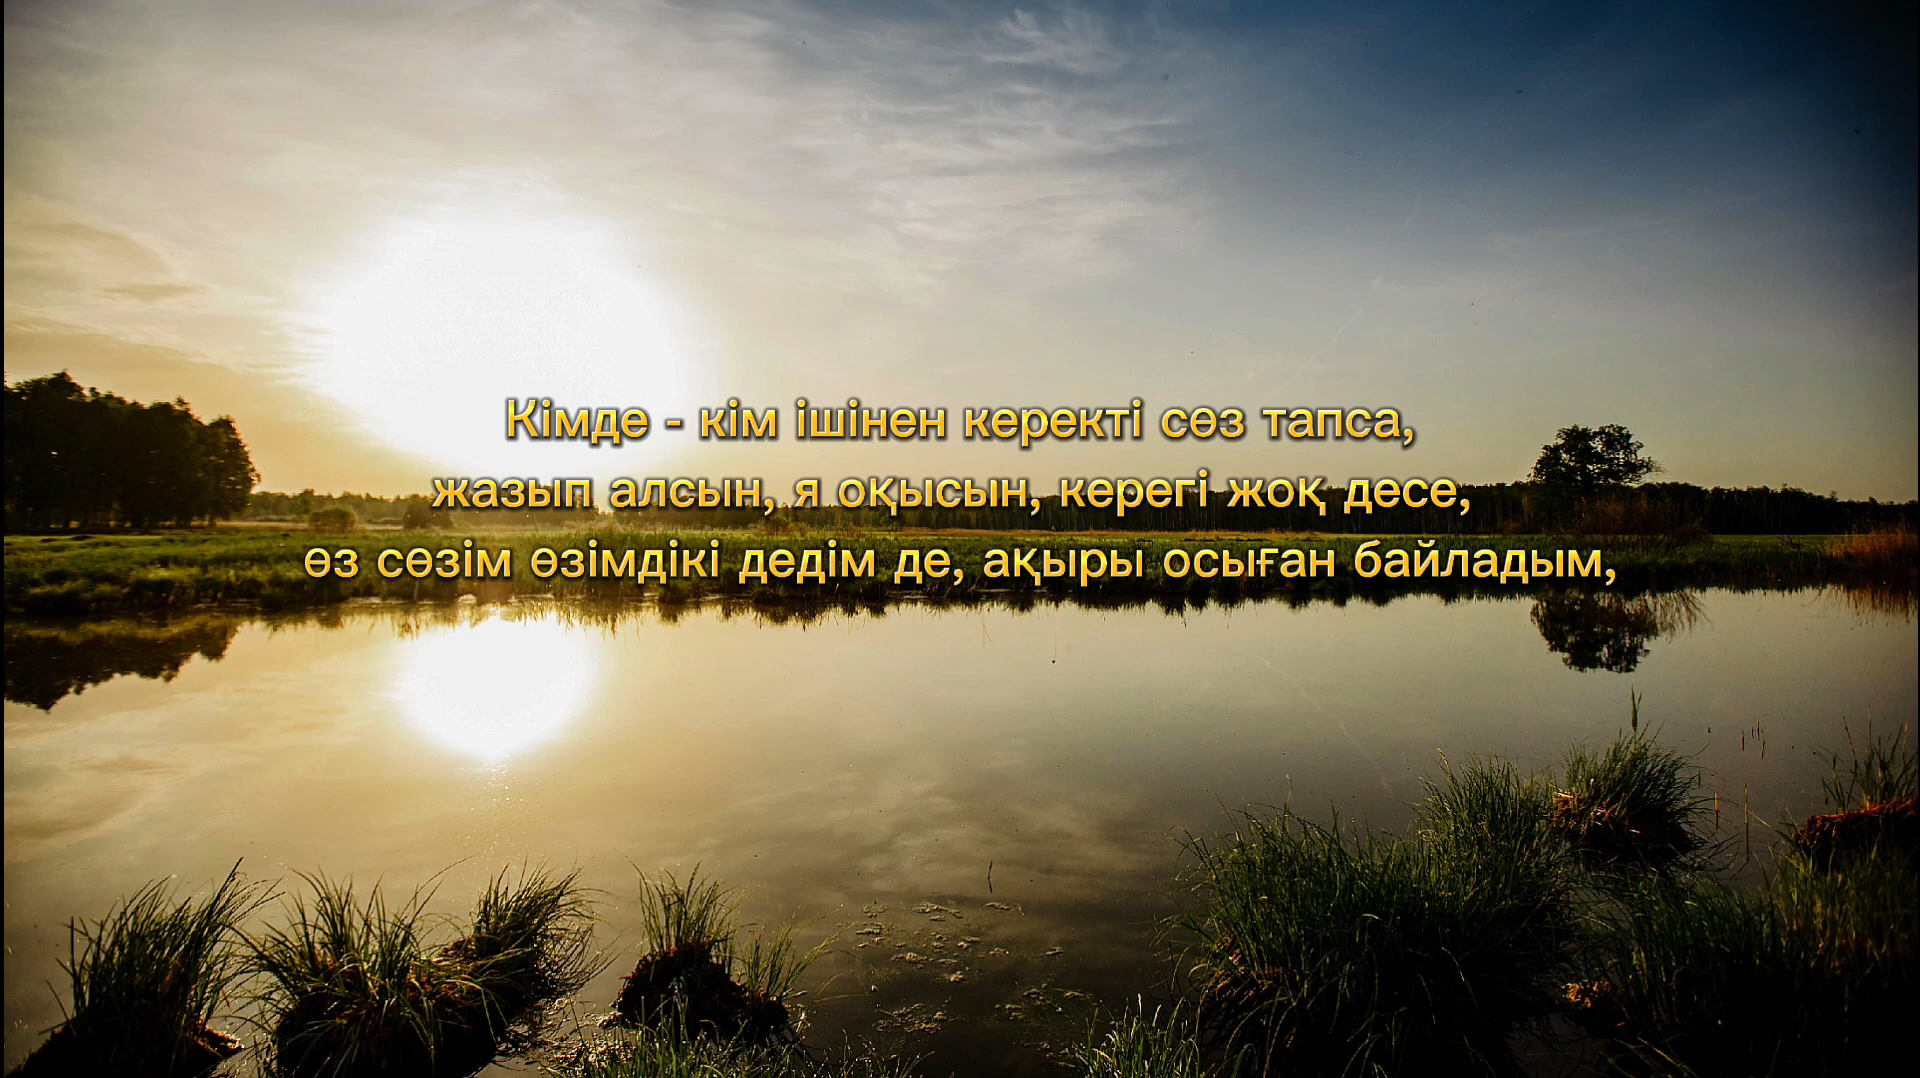 Кімде - кім ішінен керекті сөз тапса,
жазып алсын, я оқысын, керегі жоқ десе,
өз сөзім өзімдікі дедім де, ақыры осыған байладым,